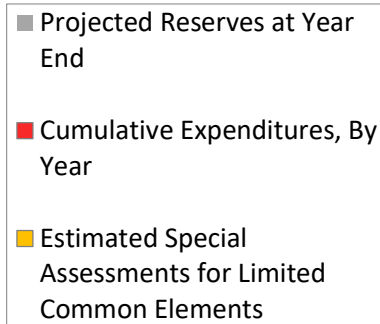 Projected Reserves at Year
End
Cumulative Expenditures, By
Year
Estimated Special
Assessments for Limited
Common Elements